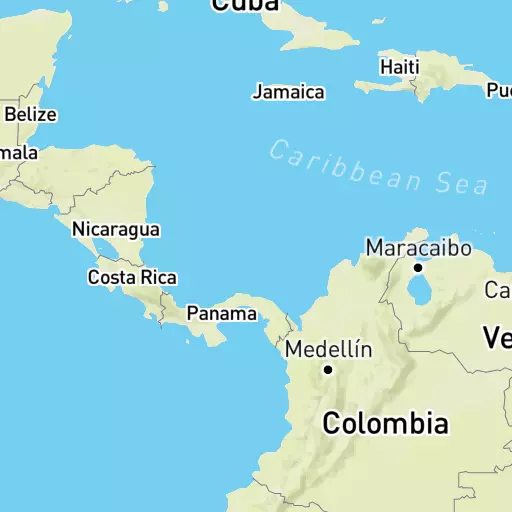 Cuba
Haiti
Jamaica
Pue
Belize
mala
Caribbean Sea
Nicaragua
Maracaibo
Costa Rica
Ca
Panama
Ve
Medellín
Colombia